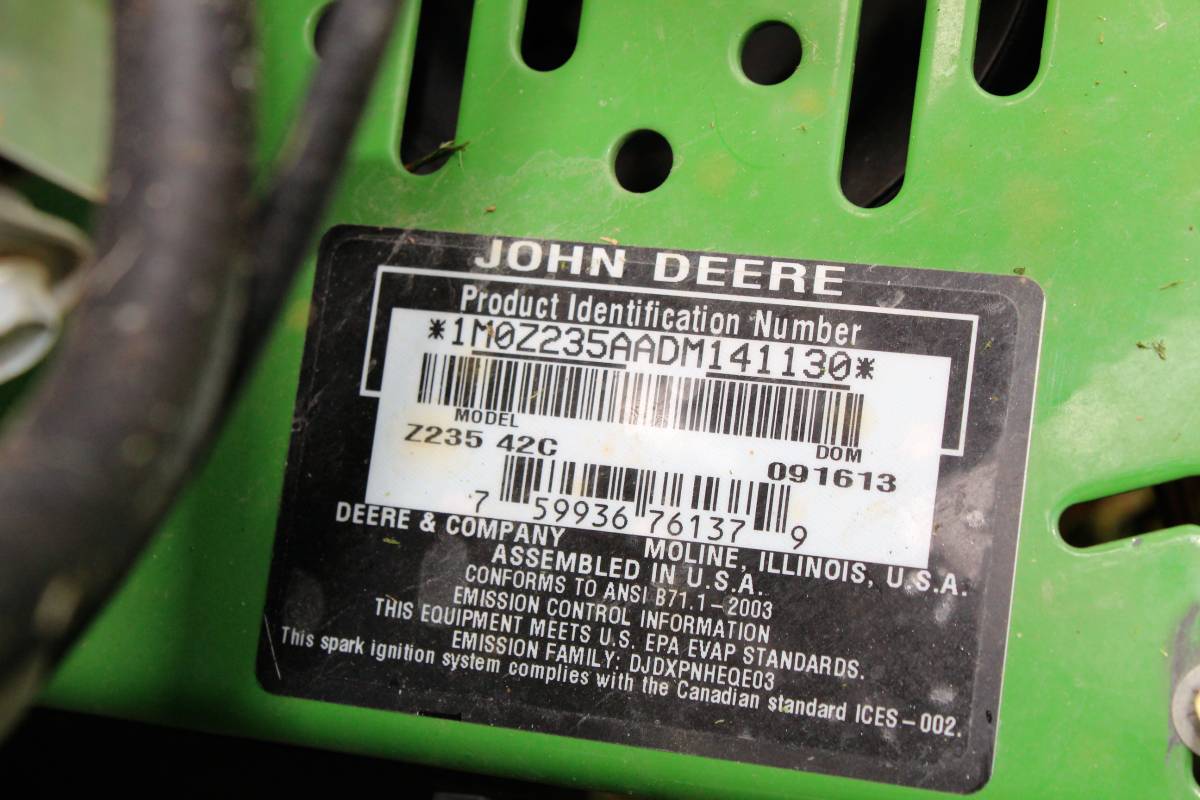 JOHN DEERE
Product Identification Number
*1M0Z235AADM141130*
MODEL
Z235 42C
DOM
091613
7 59936 76137 9
DEERE & COMPANY MOLINE, ILLINOIS, U.S.A.
ASSEMBLED IN U.S.A.
CONFORMS TO ANSI B71.1-2003
EMISSION CONTROL INFORMATION
THIS EQUIPMENT MEETS U.S. EPA EVAP STANDARDS.
EMISSION FAMILY: DJDXPNHEQE03
This spark ignition system complies with the Canadian standard ICES-002.